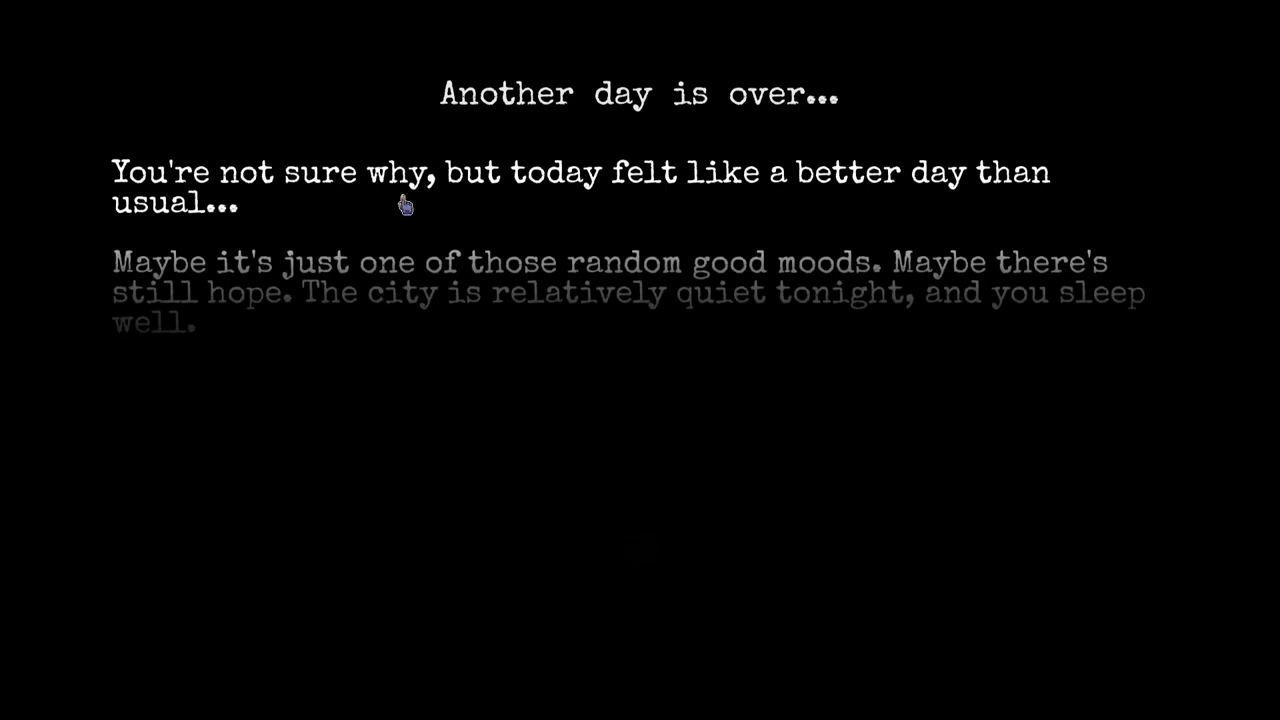 Another day is over...
You're not sure why, but today felt like a better day than
usual...
Maybe it's just one of those random good moods. Maybe there's
still hope. The city is relatively quiet tonight, and you sleep
well.